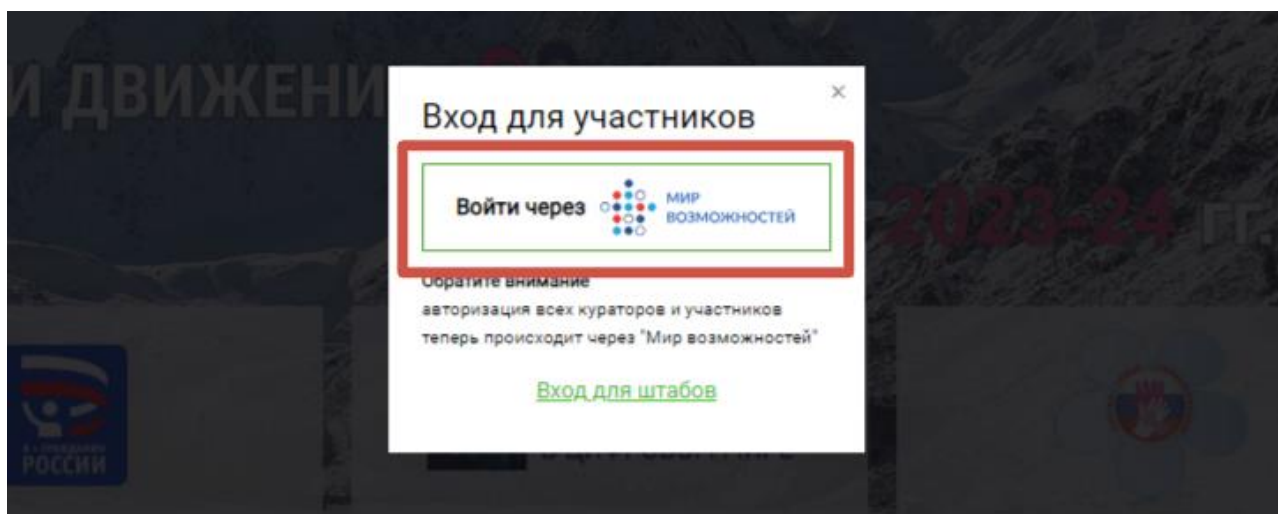 И ДВИЖЕНИ
Вход для участников
×
Войти через
МИР
ВОЗМОЖНОСТЕЙ
2023-24 гг.
Обратите внимание
авторизация всех кураторов и участников
теперь происходит через "Мир возможностей"
Вход для штабов
Я - ГРАЖДАНИН
РОССИИ